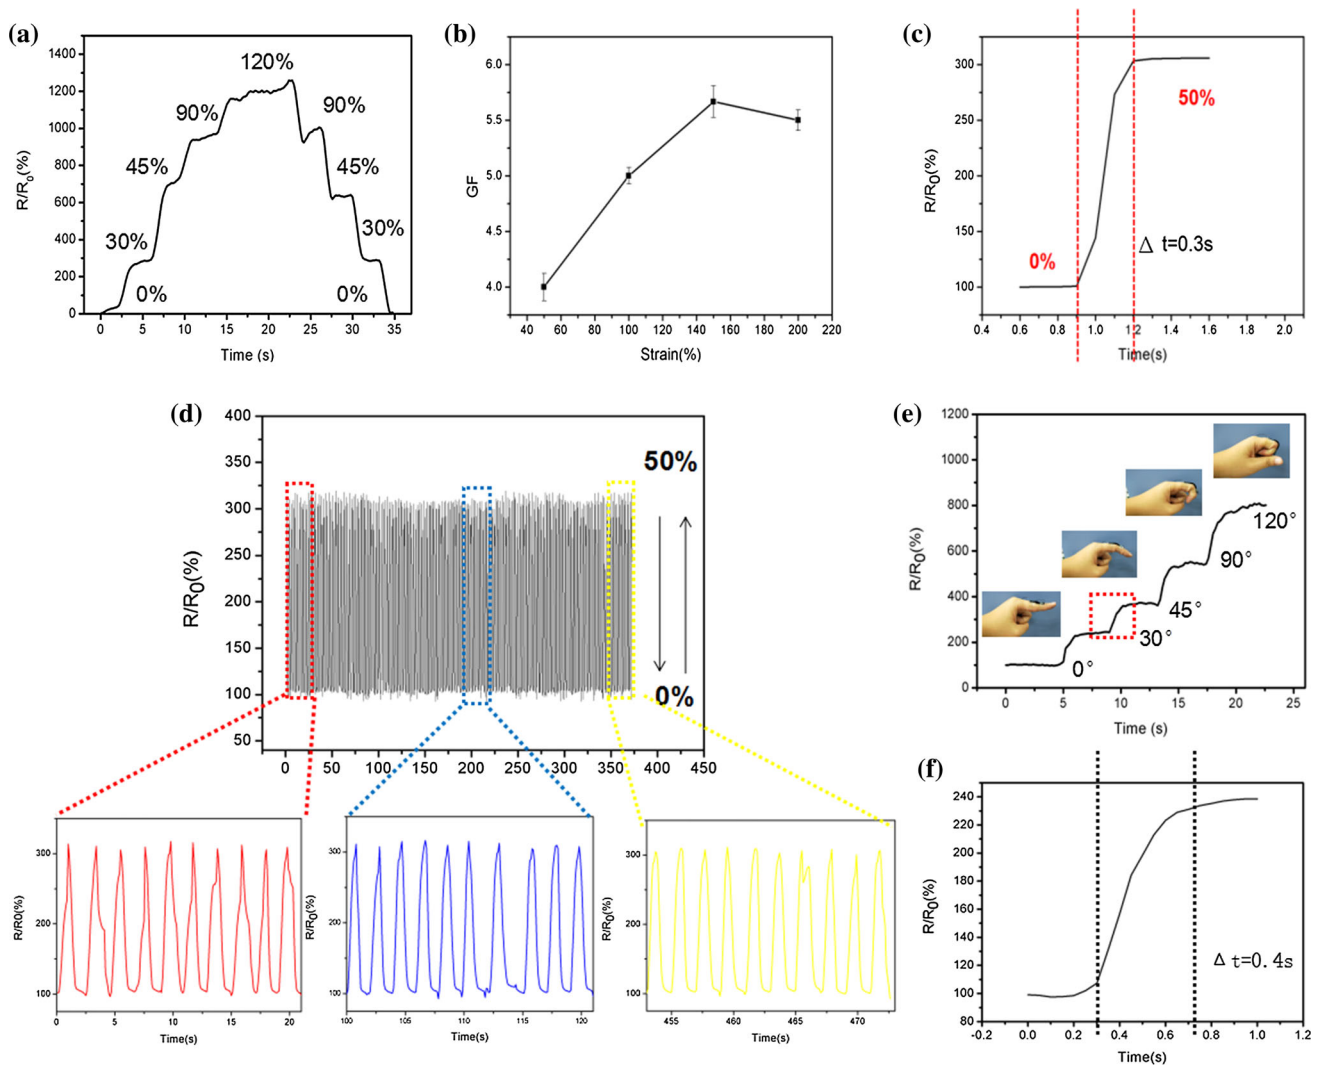 (a)
1400
1200
1000
800
600
400
200
0
R/R0(%)
0%
30%
45%
90%
120%
90%
45%
30%
0%
0 5 10 15 20 25 30 35
Time (s)
(b)
6.0
5.5
5.0
4.5
4.0
GF
40 60 80 100 120 140 160 180 200 220
Strain(%)
(c)
300
250
200
150
100
R/R0(%)
50%
0%
Δ t=0.3s
0.4 0.6 0.8 1.0 1.2 1.4 1.6 1.8 2.0
Time(s)
(d)
400
350
300
250
200
150
100
50
R/R0(%)
50%
0%
0 50 100 150 200 250 300 350 400 450
300
200
100
R/R0(%)
0 5 10 15 20
Time(s)
300
200
100
R/R0(%)
100 105 110 115 120
Time(s)
300
200
100
R/R0(%)
455 460 465 470
Time(s)
(e)
1200
1000
800
600
400
200
0
R/R0(%)
0°
30°
45°
90°
120°
0 5 10 15 20 25
Time (s)
(f)
240
220
200
180
160
140
120
100
80
R/R0(%)
Δ t=0.4s
-0.2 0.0 0.2 0.4 0.6 0.8 1.0 1.2
Time(s)